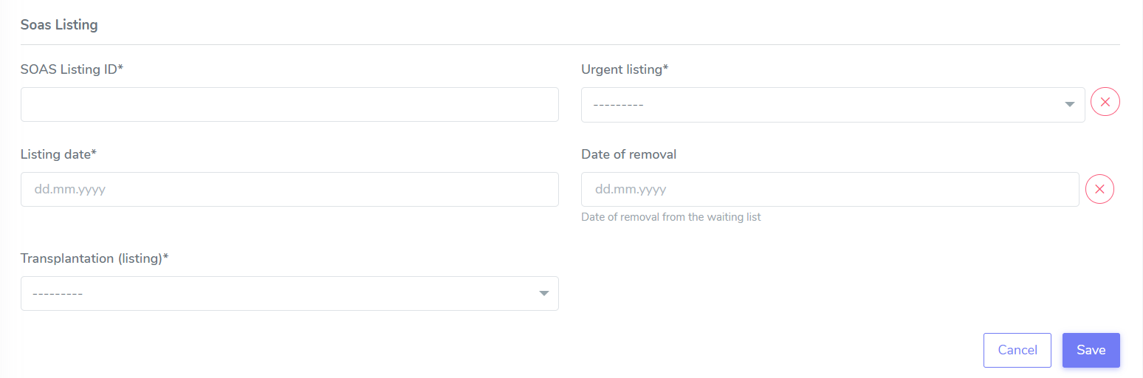 Soas Listing
SOAS Listing ID*
Urgent listing*
---------
Listing date*
Date of removal
dd.mm.yyyy
dd.mm.yyyy
Date of removal from the waiting list
Transplantation (listing)*
---------
Cancel
Save